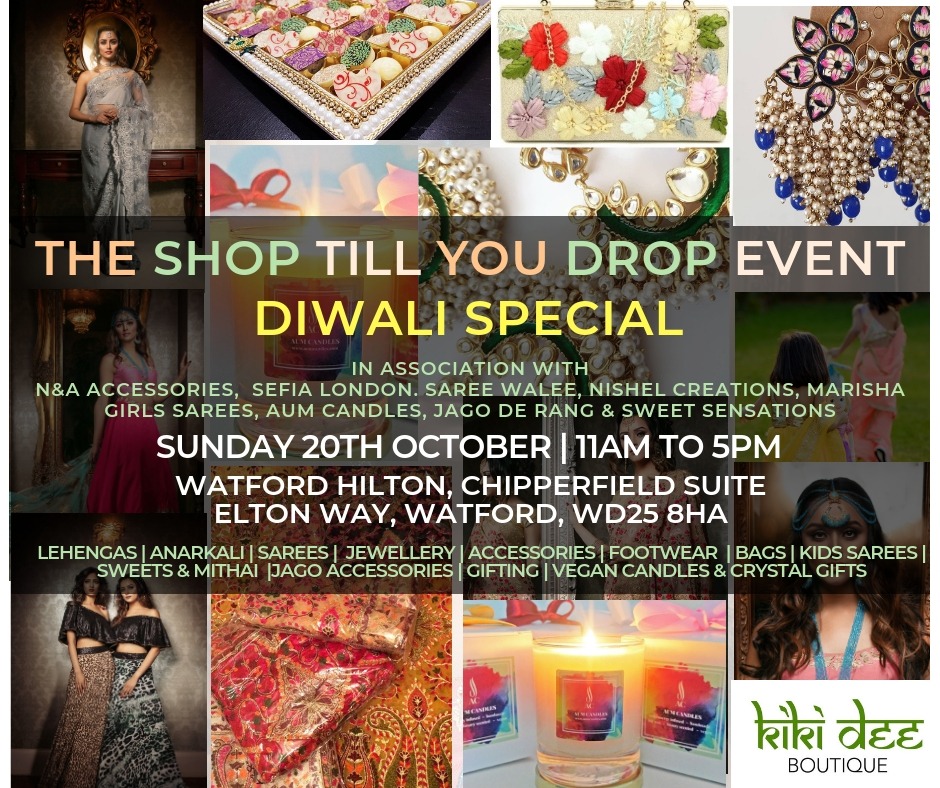 THE SHOP TILL YOU DROP EVENT
DIWALI SPECIAL
IN ASSOCIATION WITH
N&A ACCESSORIES, SEFIA LONDON. SAREE WALEE, NISHEL CREATIONS, MARISHA
GIRLS SAREES, AUM CANDLES, JAGO DE RANG & SWEET SENSATIONS
SUNDAY 20TH OCTOBER | 11AM TO 5PM
WATFORD HILTON, CHIPPERFIELD SUITE
ELTON WAY, WATFORD, WD25 8HA
LEHENGAS | ANARKALI | SAREES | JEWELLERY | ACCESSORIES | FOOTWEAR | BAGS | KIDS SAREES |
SWEETS & MITHAI |JAGO ACCESSORIES | GIFTING | VEGAN CANDLES & CRYSTAL GIFTS
AUM CANDLES
AUM CANDLES
AUM CANDLES
kiki dee
BOUTIQUE